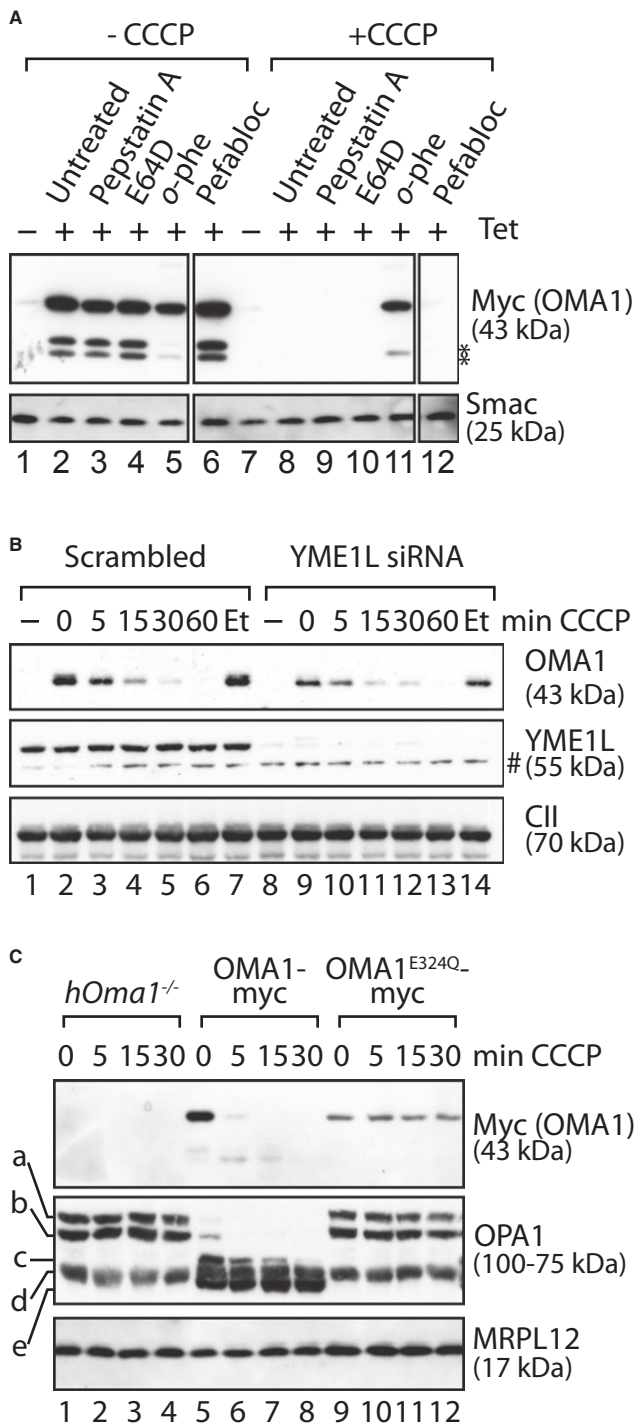 A
- CCCP +CCCP
Untreated Pepstatin A E64D o-phe Pefabloc Untreated Pepstatin A E64D o-phe Pefabloc
− + + + + + − + + + + + Tet
Myc (OMA1)
(43 kDa)
*
*
Smac
(25 kDa)
1 2 3 4 5 6 7 8 9 10 11 12
B
Scrambled YME1L siRNA
− 0 5 15 30 60 Et − 0 5 15 30 60 Et min CCCP
OMA1
(43 kDa)
YME1L
# (55 kDa)
CII
(70 kDa)
1 2 3 4 5 6 7 8 9 10 11 12 13 14
C
hOma1-/- OMA1-myc OMA1E324Q-myc
0 5 15 30 0 5 15 30 0 5 15 30 min CCCP
Myc (OMA1)
(43 kDa)
a
b
c
d
e
OPA1
(100-75 kDa)
MRPL12
(17 kDa)
1 2 3 4 5 6 7 8 9 10 11 12